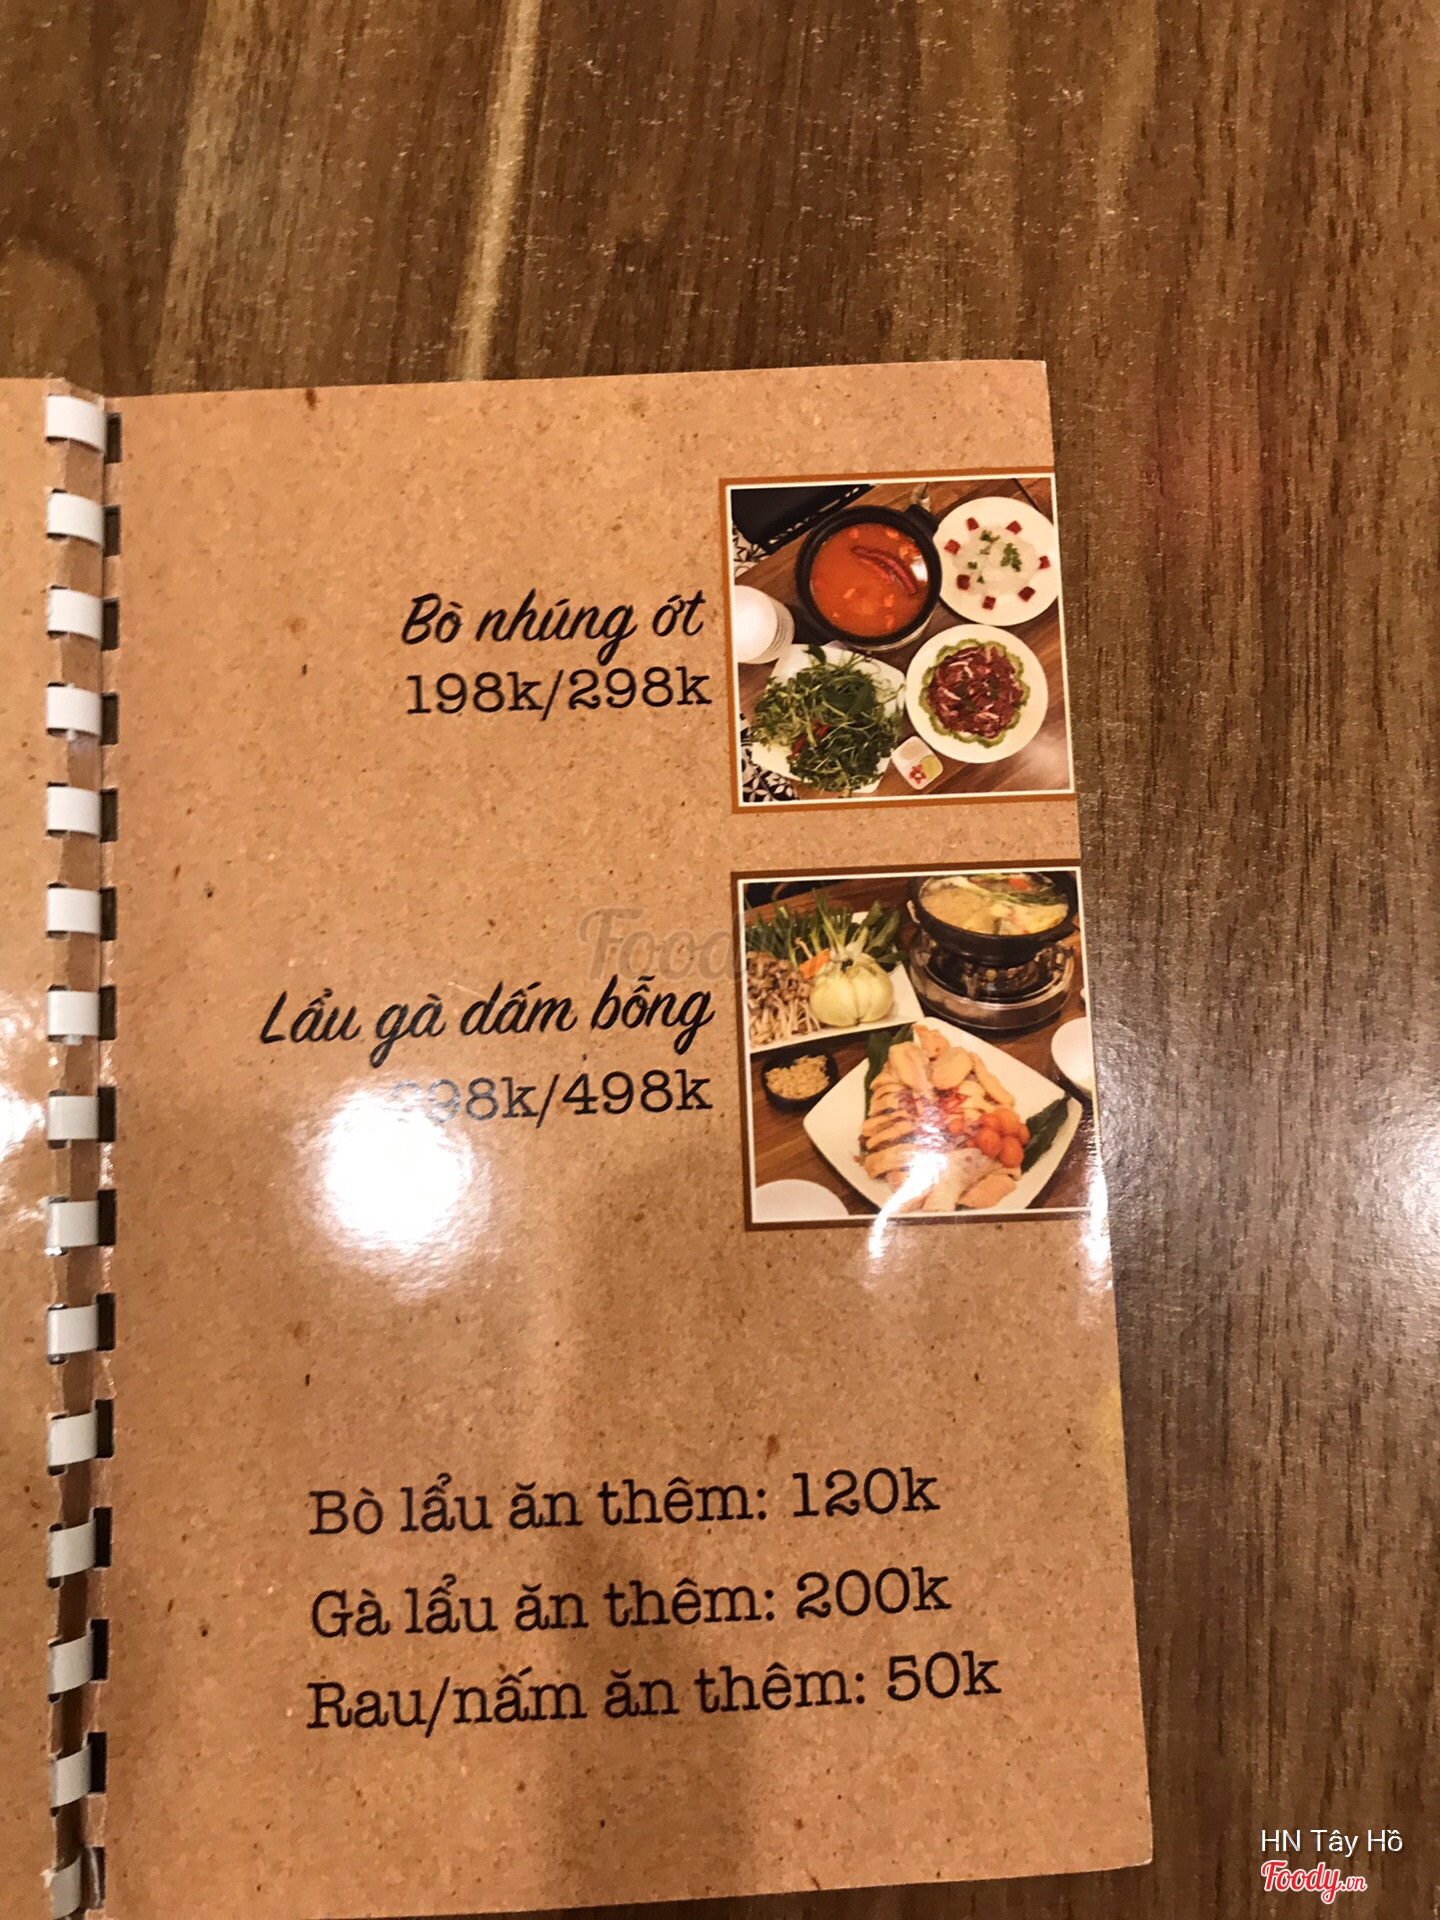 Bò nhúng ớt
198k/298k
Foody
Lẩu gà dấm bỗng
98k/498k
Bò lẩu ăn thêm: 120k
Gà lẩu ăn thêm: 200k
Rau/nấm ăn thêm: 50k
HN Tây Hồ
Foody.vn